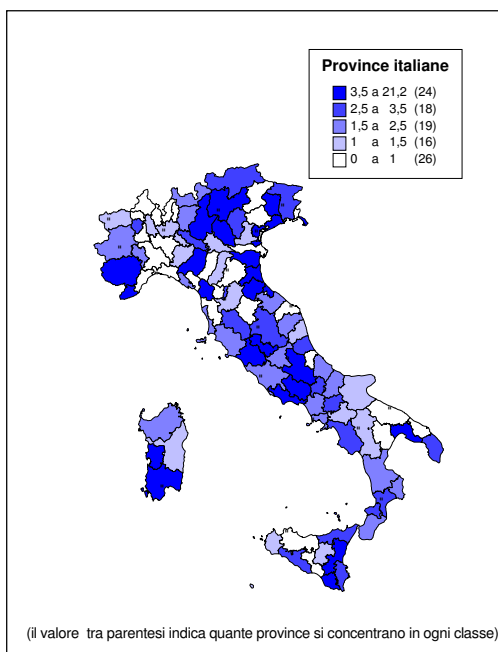 Province italiane
3,5 a 21,2 (24)
2,5 a 3,5 (18)
1,5 a 2,5 (19)
1 a 1,5 (16)
0 a 1 (26)
(il valore tra parentesi indica quante province si concentrano in ogni classe)